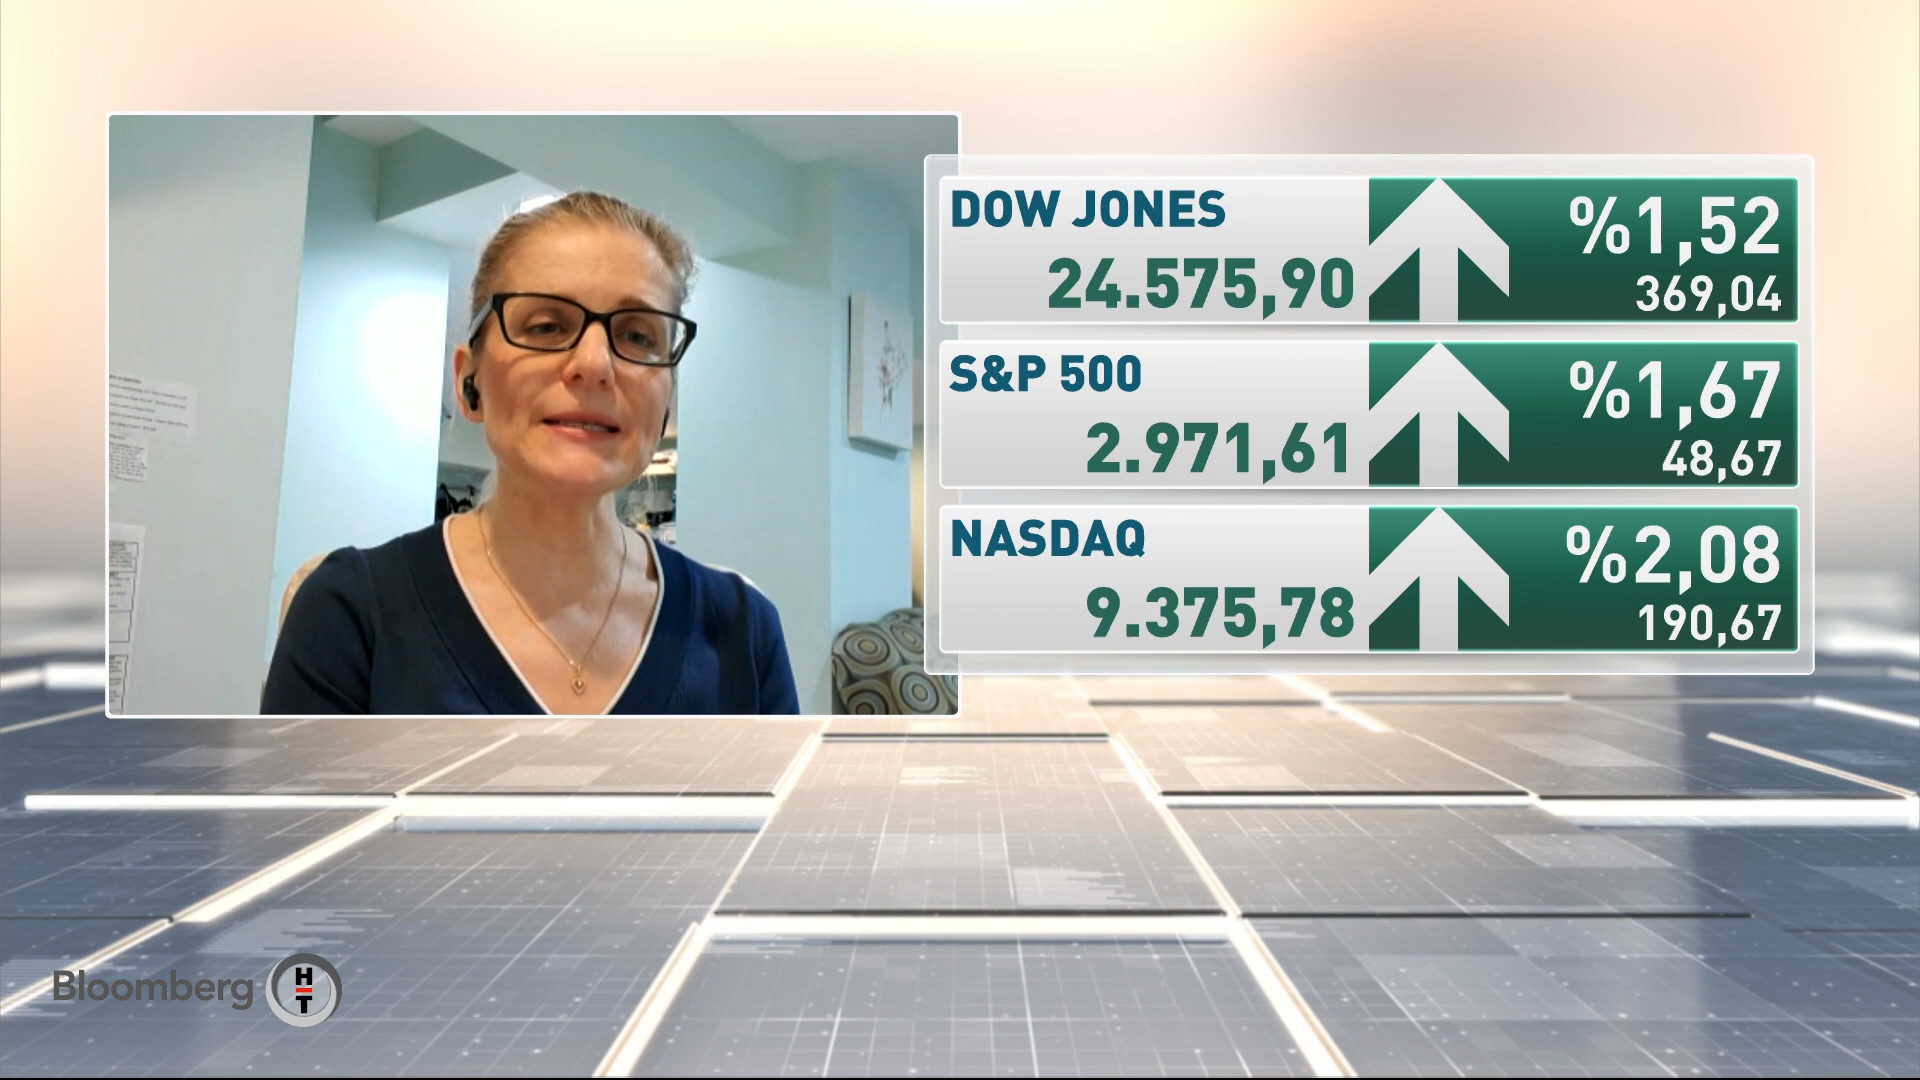 DOW JONES
24.575,90
%1,52
369,04
S&P 500
2.971,61
%1,67
48,67
NASDAQ
9.375,78
%2,08
190,67
Bloomberg HT